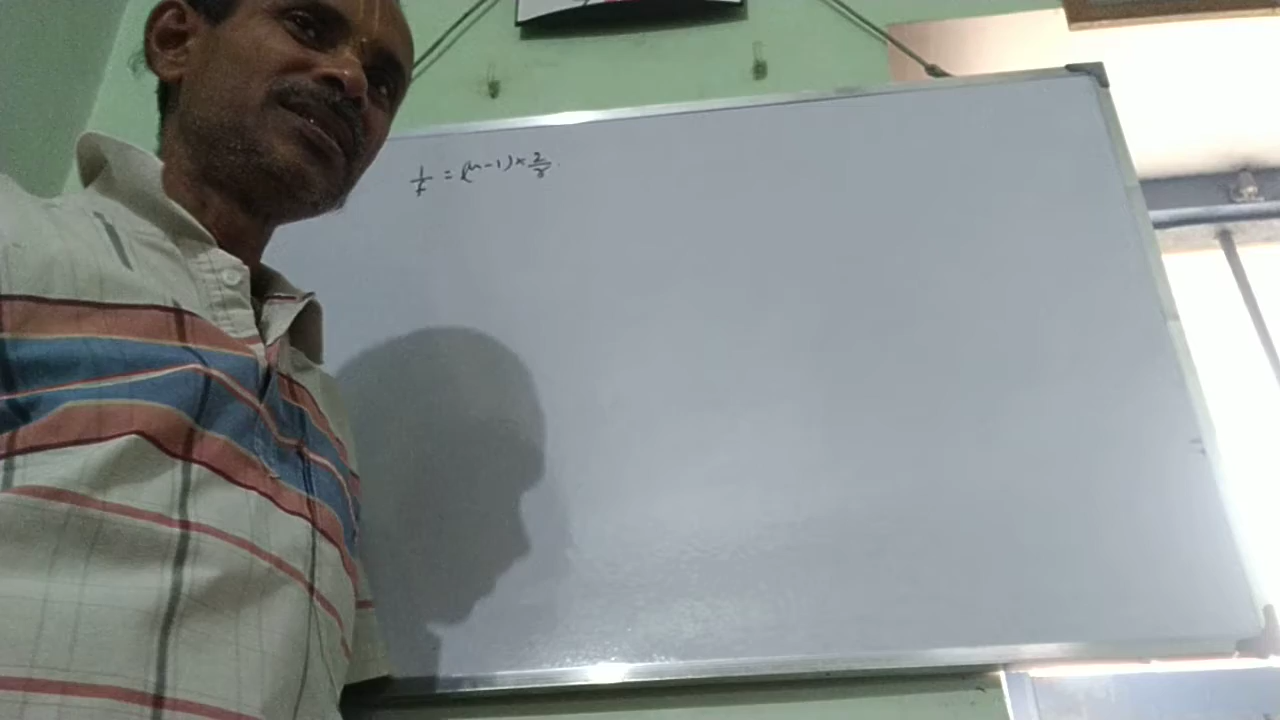 1/f = (μ-1) × 2/r